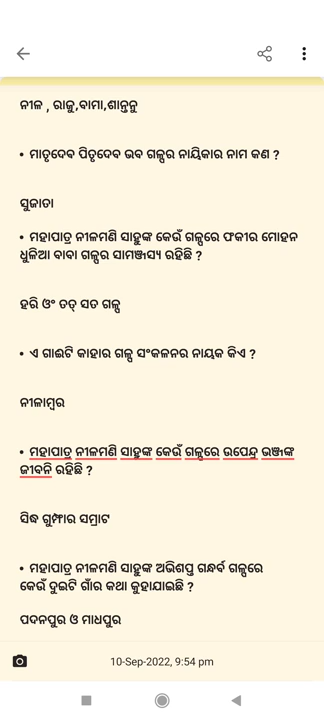 ନୀଳ , ରାଜୁ,ବାମା,ଶାନ୍ତନୁ
• ମାତୃଦେବ ପିତୃଦେବ ଭବ ଗଳ୍ପର ନାୟିକାର ନାମ କଣ ?
ସୁଜାତା
• ମହାପାତ୍ର ନୀଳମଣି ସାହୁଙ୍କ କେଉଁ ଗଳ୍ପରେ ଫକୀର ମୋହନ
ଧୁଳିଆ ବାବା ଗଳ୍ପର ସାମଞ୍ଜସ୍ୟ ରହିଛି ?
ହରି ଓଂ ତତ୍ ସତ ଗଳ୍ପ
• ଏ ଗାଈଟି କାହାର ଗଳ୍ପ ସଂକଳନର ନାୟକ କିଏ ?
ନୀଳାମ୍ବର
• ମହାପାତ୍ର ନୀଳମଣି ସାହୁଙ୍କ କେଉଁ ଗଳ୍ପରେ ଉପେନ୍ଦ୍ର ଭଞ୍ଜଙ୍କ
ଜୀବନି ରହିଛି ?
ସିଦ୍ଧ ଗୁମ୍ଫାର ସମ୍ରାଟ
• ମହାପାତ୍ର ନୀଳମଣି ସାହୁଙ୍କ ଅଭିଶପ୍ତ ଗନ୍ଧର୍ବ ଗଳ୍ପରେ
କେଉଁ ଦୁଇଟି ଗାଁର କଥା କୁହାଯାଇଛି ?
ପଦନପୁର ଓ ମାଧପୁର
10-Sep-2022, 9:54 pm